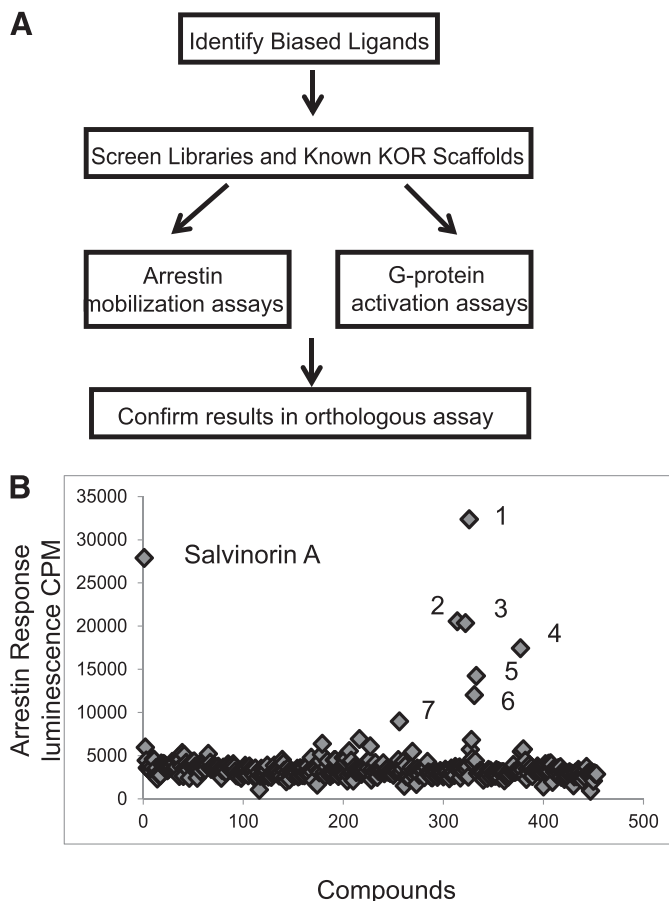 A
Identify Biased Ligands
Screen Libraries and Known KOR Scaffolds
Arrestin
mobilization assays
G-protein
activation assays
Confirm results in orthologous assay
B
Arrestin Response
luminescence CPM
35000
30000
25000
20000
15000
10000
5000
0
Salvinorin A
1
2
3
4
5
6
7
0 100 200 300 400 500
Compounds